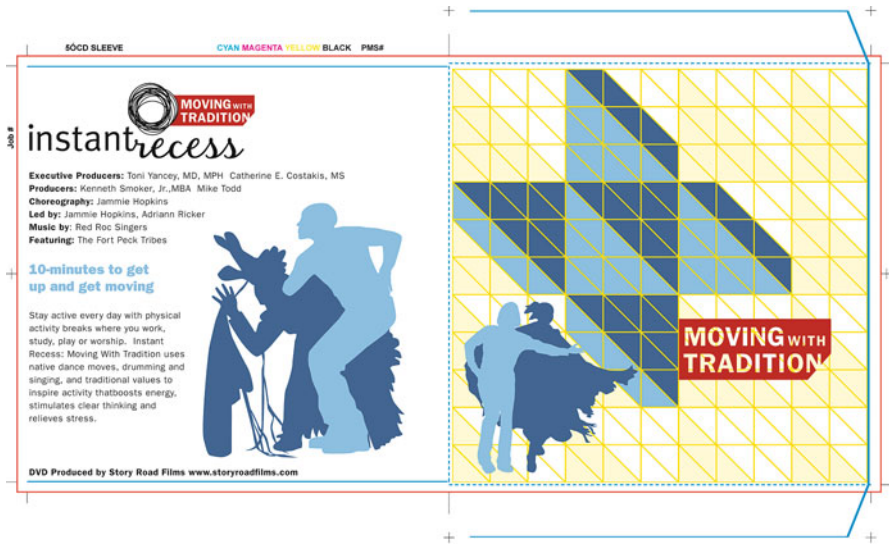 5ÓCD SLEEVE
CYAN MAGENTA YELLOW BLACK PMS#
Job #
MOVING WITH
TRADITION
instant recess
Executive Producers: Toni Yancey, MD, MPH Catherine E. Costakis, MS
Producers: Kenneth Smoker, Jr.,MBA Mike Todd
Choreography: Jammie Hopkins
Led by: Jammie Hopkins, Adriann Ricker
Music by: Red Roc Singers
Featuring: The Fort Peck Tribes
10-minutes to get
up and get moving
Stay active every day with physical
activity breaks where you work,
study, play or worship. Instant
Recess: Moving With Tradition uses
native dance moves, drumming and
singing, and traditional values to
inspire activity thatboosts energy,
stimulates clear thinking and
relieves stress.
DVD Produced by Story Road Films www.storyroadfilms.com
MOVING WITH
TRADITION